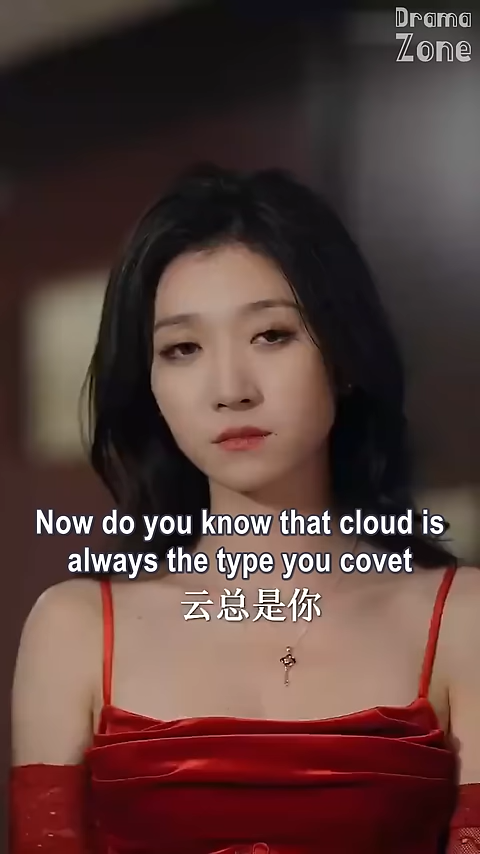 Drama
Zone
Now do you know that cloud is
always the type you covet
云总是你